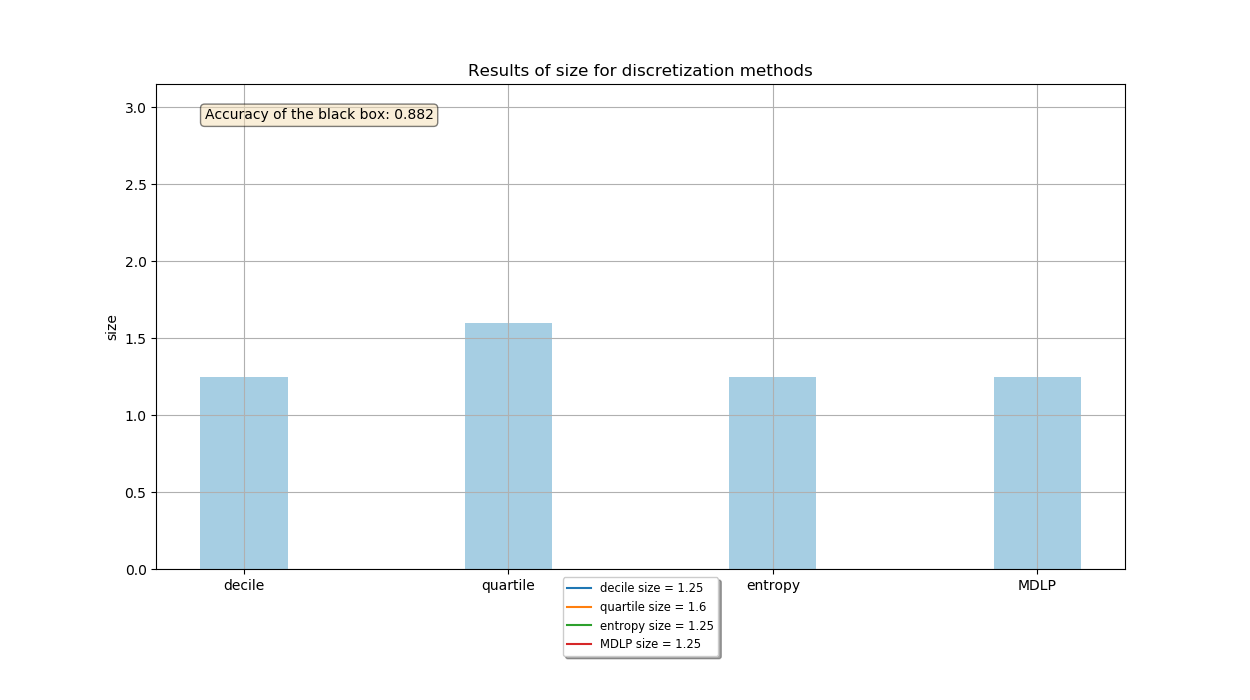 Results of size for discretization methods
Accuracy of the black box: 0.882
3.0
2.5
2.0
1.5
1.0
0.5
0.0
size
decile quartile entropy MDLP
decile size = 1.25
quartile size = 1.6
entropy size = 1.25
MDLP size = 1.25